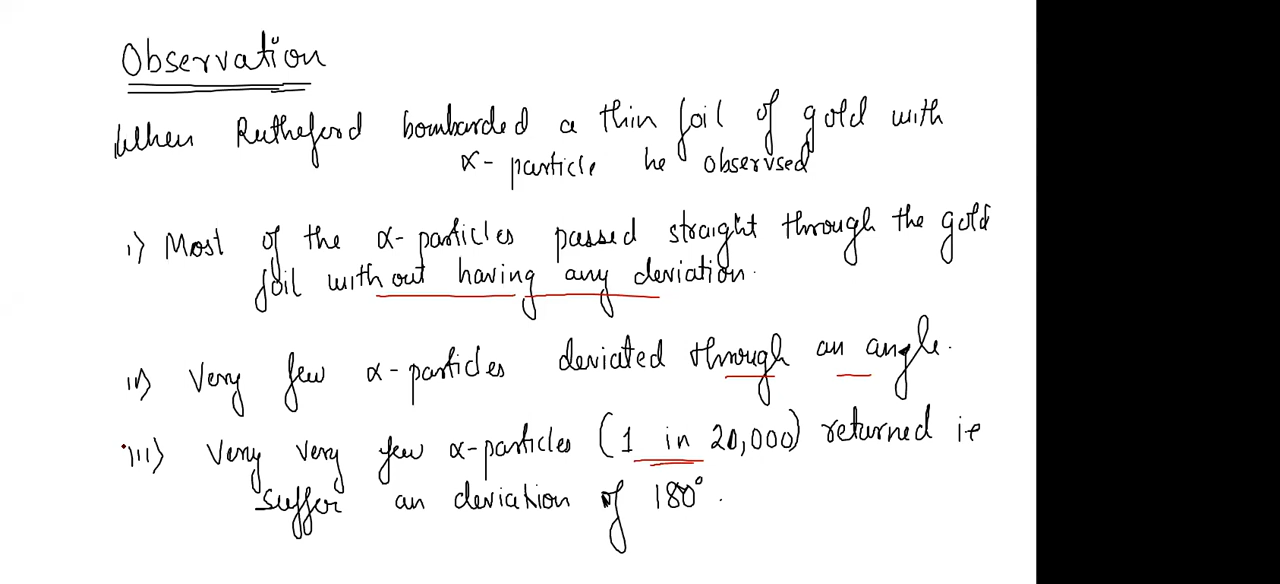 Observation
When Rutheford bombarded a thin foil of gold with
α-particle he observsed
i) Most of the α-particles passed straight through the gold
foil without having any deviation.
ii) Very few α-particles deviated through an angle.
iii) Very very few α-particles (1 in 20,000) returned ie
suffer an deviation of 180°.